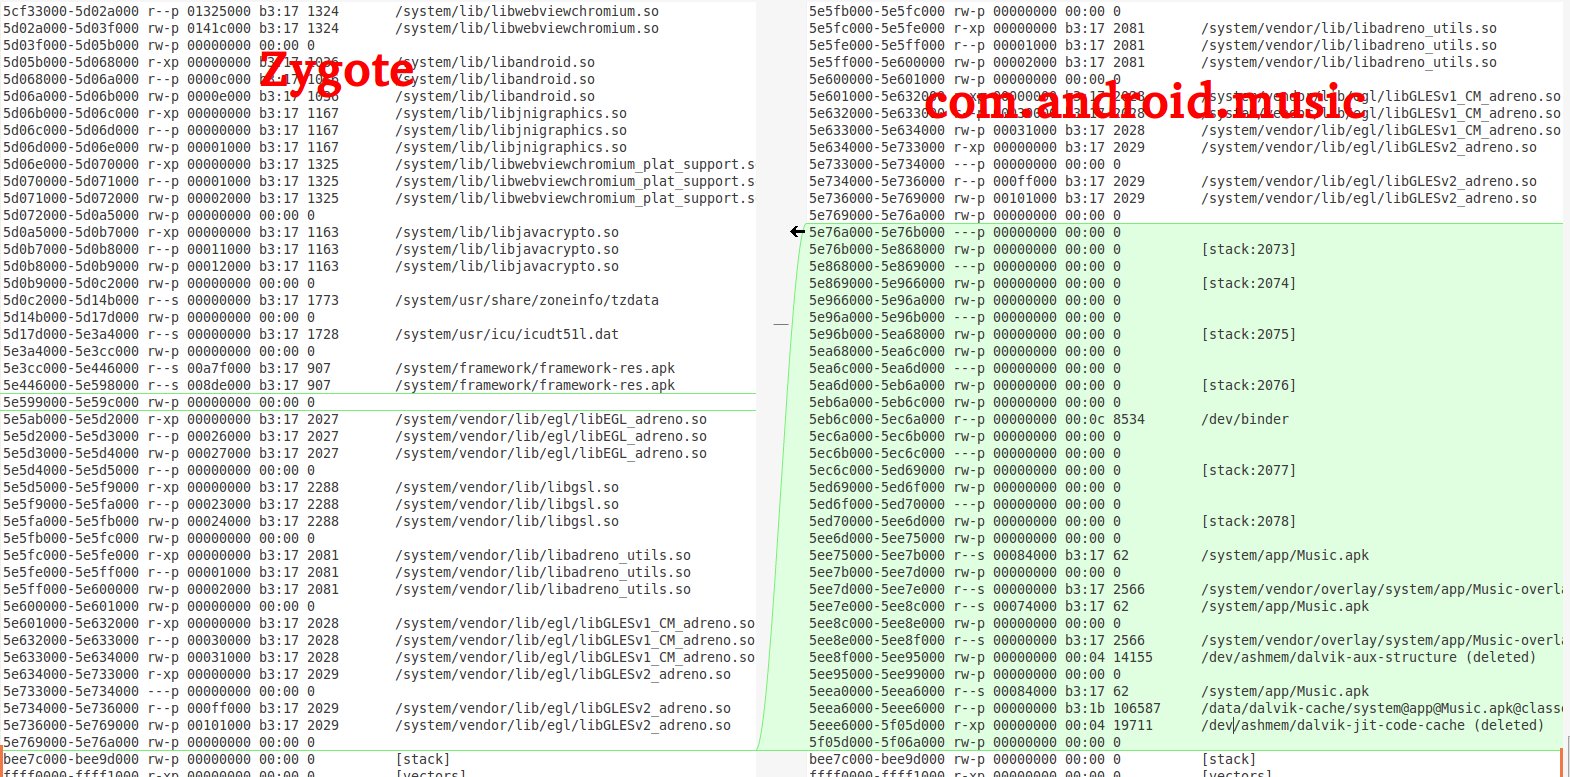 5cf33000-5d02a000 r--p 01325000 b3:17 1324 /system/lib/libwebviewchromium.so
5d02a000-5d03f000 rw-p 0141c000 b3:17 1324 /system/lib/libwebviewchromium.so
5d03f000-5d05b000 rw-p 00000000 00:00 0
Zygote
5d05b000-5d068000 r-xp 00000000 /system/lib/libandroid.so
5d068000-5d06a000 r--p 0000c000 /system/lib/libandroid.so
5d06a000-5d06b000 rw-p 0000e000 b3:17 /system/lib/libandroid.so
5d06b000-5d06c000 r-xp 00000000 b3:17 1167 /system/lib/libjnigraphics.so
5d06c000-5d06d000 r--p 00000000 b3:17 1167 /system/lib/libjnigraphics.so
5d06d000-5d06e000 rw-p 00001000 b3:17 1167 /system/lib/libjnigraphics.so
5d06e000-5d070000 r-xp 00000000 b3:17 1325 /system/lib/libwebviewchromium_plat_support.s
5d070000-5d071000 r--p 00001000 b3:17 1325 /system/lib/libwebviewchromium_plat_support.s
5d071000-5d072000 rw-p 00002000 b3:17 1325 /system/lib/libwebviewchromium_plat_support.s
5d072000-5d0a5000 rw-p 00000000 00:00 0
5d0a5000-5d0b7000 r-xp 00000000 b3:17 1163 /system/lib/libjavacrypto.so
5d0b7000-5d0b8000 r--p 00011000 b3:17 1163 /system/lib/libjavacrypto.so
5d0b8000-5d0b9000 rw-p 00012000 b3:17 1163 /system/lib/libjavacrypto.so
5d0b9000-5d0c2000 rw-p 00000000 00:00 0
5d0c2000-5d14b000 r--s 00000000 b3:17 1773 /system/usr/share/zoneinfo/tzdata
5d14b000-5d17d000 rw-p 00000000 00:00 0
5d17d000-5e3a4000 r--s 00000000 b3:17 1728 /system/usr/icu/icudt51l.dat
5e3a4000-5e3cc000 rw-p 00000000 00:00 0
5e3cc000-5e446000 r--s 00a7f000 b3:17 907 /system/framework/framework-res.apk
5e446000-5e598000 r--s 008de000 b3:17 907 /system/framework/framework-res.apk
5e599000-5e59c000 rw-p 00000000 00:00 0
5e5ab000-5e5d2000 r-xp 00000000 b3:17 2027 /system/vendor/lib/egl/libEGL_adreno.so
5e5d2000-5e5d3000 r--p 00026000 b3:17 2027 /system/vendor/lib/egl/libEGL_adreno.so
5e5d3000-5e5d4000 rw-p 00027000 b3:17 2027 /system/vendor/lib/egl/libEGL_adreno.so
5e5d4000-5e5d5000 r--p 00000000 00:00 0
5e5d5000-5e5f9000 r-xp 00000000 b3:17 2288 /system/vendor/lib/libgsl.so
5e5f9000-5e5fa000 r--p 00023000 b3:17 2288 /system/vendor/lib/libgsl.so
5e5fa000-5e5fb000 rw-p 00024000 b3:17 2288 /system/vendor/lib/libgsl.so
5e5fb000-5e5fc000 rw-p 00000000 00:00 0
5e5fc000-5e5fe000 r-xp 00000000 b3:17 2081 /system/vendor/lib/libadreno_utils.so
5e5fe000-5e5ff000 r--p 00001000 b3:17 2081 /system/vendor/lib/libadreno_utils.so
5e5ff000-5e600000 rw-p 00002000 b3:17 2081 /system/vendor/lib/libadreno_utils.so
5e600000-5e601000 rw-p 00000000 00:00 0
5e601000-5e632000 r-xp 00000000 b3:17 2028 /system/vendor/lib/egl/libGLESv1_CM_adreno.so
5e632000-5e633000 r--p 00030000 b3:17 2028 /system/vendor/lib/egl/libGLESv1_CM_adreno.so
5e633000-5e634000 rw-p 00031000 b3:17 2028 /system/vendor/lib/egl/libGLESv1_CM_adreno.so
5e634000-5e733000 r-xp 00000000 b3:17 2029 /system/vendor/lib/egl/libGLESv2_adreno.so
5e733000-5e734000 ---p 00000000 00:00 0
5e734000-5e736000 r--p 000ff000 b3:17 2029 /system/vendor/lib/egl/libGLESv2_adreno.so
5e736000-5e769000 rw-p 00101000 b3:17 2029 /system/vendor/lib/egl/libGLESv2_adreno.so
5e769000-5e76a000 rw-p 00000000 00:00 0
bee7c000-bee9d000 rw-p 00000000 00:00 0 [stack]
ffff0000-ffff1000 r-xp 00000000 00:00 0 [vectors]
5e5fb000-5e5fc000 rw-p 00000000 00:00 0
5e5fc000-5e5fe000 r-xp 00000000 b3:17 2081 /system/vendor/lib/libadreno_utils.so
5e5fe000-5e5ff000 r--p 00001000 b3:17 2081 /system/vendor/lib/libadreno_utils.so
5e5ff000-5e600000 rw-p 00002000 b3:17 2081 /system/vendor/lib/libadreno_utils.so
5e600000-5e601000 rw-p 00000000 00:00 0
com.android.music
5e601000-5e632000 r-xp 00000000 b3:17 2028 /system/vendor/lib/egl/libGLESv1_CM_adreno.so
5e632000-5e633000 b3:17 2028 /system/vendor/lib/egl/libGLESv1_CM_adreno.so
5e633000-5e634000 rw-p 00031000 b3:17 2028 /system/vendor/lib/egl/libGLESv1_CM_adreno.so
5e634000-5e733000 r-xp 00000000 b3:17 2029 /system/vendor/lib/egl/libGLESv2_adreno.so
5e733000-5e734000 ---p 00000000 00:00 0
5e734000-5e736000 r--p 000ff000 b3:17 2029 /system/vendor/lib/egl/libGLESv2_adreno.so
5e736000-5e769000 rw-p 00101000 b3:17 2029 /system/vendor/lib/egl/libGLESv2_adreno.so
5e769000-5e76a000 rw-p 00000000 00:00 0
5e76a000-5e76b000 ---p 00000000 00:00 0
5e76b000-5e868000 rw-p 00000000 00:00 0 [stack:2073]
5e868000-5e869000 ---p 00000000 00:00 0
5e869000-5e966000 rw-p 00000000 00:00 0 [stack:2074]
5e966000-5e96a000 rw-p 00000000 00:00 0
5e96a000-5e96b000 ---p 00000000 00:00 0
5e96b000-5ea68000 rw-p 00000000 00:00 0 [stack:2075]
5ea68000-5ea6c000 rw-p 00000000 00:00 0
5ea6c000-5ea6d000 ---p 00000000 00:00 0
5ea6d000-5eb6a000 rw-p 00000000 00:00 0 [stack:2076]
5eb6a000-5eb6c000 rw-p 00000000 00:00 0
5eb6c000-5ec6a000 r--p 00000000 00:0c 8534 /dev/binder
5ec6a000-5ec6b000 rw-p 00000000 00:00 0
5ec6b000-5ec6c000 ---p 00000000 00:00 0
5ec6c000-5ed69000 rw-p 00000000 00:00 0 [stack:2077]
5ed69000-5ed6f000 rw-p 00000000 00:00 0
5ed6f000-5ed70000 ---p 00000000 00:00 0
5ed70000-5ee6d000 rw-p 00000000 00:00 0 [stack:2078]
5ee6d000-5ee75000 rw-p 00000000 00:00 0
5ee75000-5ee7b000 r--s 00084000 b3:17 62 /system/app/Music.apk
5ee7b000-5ee7d000 rw-p 00000000 00:00 0
5ee7d000-5ee7e000 r--s 00000000 b3:17 2566 /system/vendor/overlay/system/app/Music-overl
5ee7e000-5ee8c000 r--s 00074000 b3:17 62 /system/app/Music.apk
5ee8c000-5ee8e000 rw-p 00000000 00:00 0
5ee8e000-5ee8f000 r--s 00000000 b3:17 2566 /system/vendor/overlay/system/app/Music-overl
5ee8f000-5ee95000 rw-p 00000000 00:04 14155 /dev/ashmem/dalvik-aux-structure (deleted)
5ee95000-5ee99000 rw-p 00000000 00:00 0
5eea0000-5eea6000 r--s 00084000 b3:17 62 /system/app/Music.apk
5eea6000-5eee6000 r--p 00000000 b3:1b 106587 /data/dalvik-cache/system@app@Music.apk@class
5eee6000-5f05d000 r-xp 00000000 00:04 19711 /dev/ashmem/dalvik-jit-code-cache (deleted)
5f05d000-5f06a000 rw-p 00000000 00:00 0
bee7c000-bee9d000 rw-p 00000000 00:00 0 [stack]
ffff0000-ffff1000 r-xp 00000000 00:00 0 [vectors]